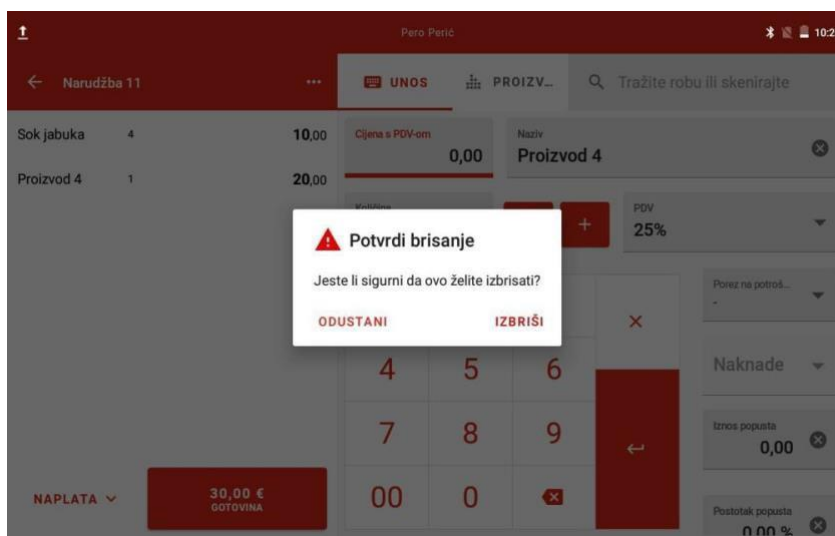 Pero Perić
10:2
Narudžba 11
UNOS
PROIZV...
Tražite robu ili skenirajte
Sok jabuka 4 10,00
Proizvod 4 1 20,00
Cijena s PDV-om
0,00
Naziv
Proizvod 4
Količina
+
PDV
25%
Potvrdi brisanje
Jeste li sigurni da ovo želite izbrisati?
ODUSTANI
IZBRIŠI
Porez na potroš...
-
4 5 6
Naknade
7 8 9
Iznos popusta
0,00
00 0
NAPLATA
30,00 €
GOTOVINA
Postotak popusta
0,00 %